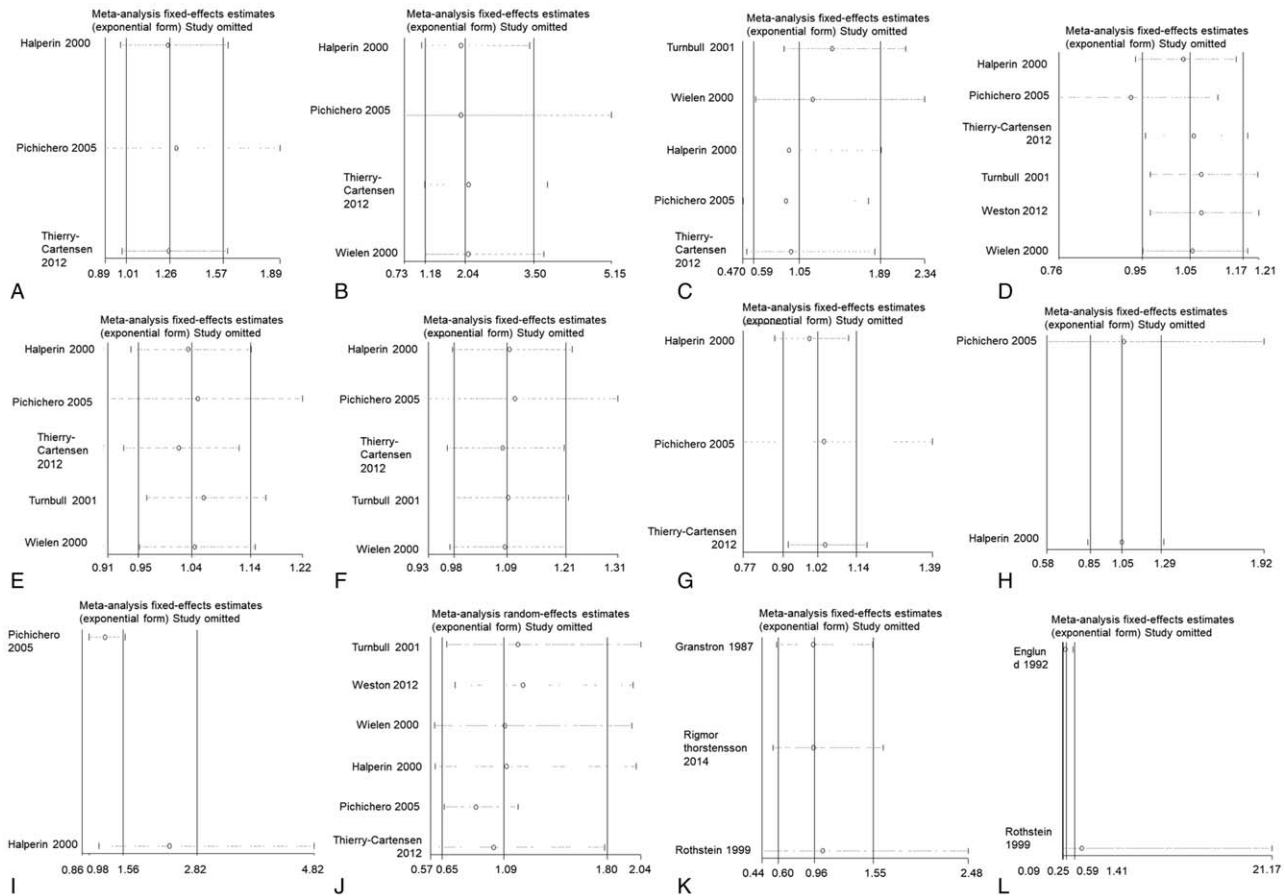 Meta-analysis fixed-effects estimates
(exponential form) Study omitted
Halperin 2000
Pichichero 2005
Thierry-
Cartensen
2012
0.89 1.01 1.26 1.57 1.89
A
Meta-analysis fixed-effects estimates
(exponential form) Study omitted
Halperin 2000
Pichichero 2005
Thierry-
Cartensen
2012
Wielen 2000
0.73 1.18 2.04 3.50 5.15
B
Meta-analysis fixed-effects estimates
(exponential form) Study omitted
Turnbull 2001
Wielen 2000
Halperin 2000
Pichichero 2005
Thierry-
Cartensen
2012
0.470 0.59 1.05 1.89 2.34
C
Meta-analysis fixed-effects estimates
(exponential form) Study omitted
Halperin 2000
Pichichero 2005
Thierry-Cartensen
2012
Turnbull 2001
Weston 2012
Wielen 2000
0.76 0.95 1.05 1.17 1.21
D
Meta-analysis fixed-effects estimates
(exponential form) Study omitted
Halperin 2000
Pichichero 2005
Thierry-
Cartensen
2012
Turnbull 2001
Wielen 2000
0.91 0.95 1.04 1.14 1.22
E
Meta-analysis fixed-effects estimates
(exponential form) Study omitted
Halperin 2000
Pichichero 2005
Thierry-
Cartensen
2012
Turnbull 2001
Wielen 2000
0.93 0.98 1.09 1.21 1.31
F
Meta-analysis fixed-effects estimates
(exponential form) Study omitted
Halperin 2000
Pichichero 2005
Thierry-Cartensen
2012
0.77 0.90 1.02 1.14 1.39
G
Meta-analysis fixed-effects estimates
(exponential form) Study omitted
Pichichero 2005
Halperin 2000
0.58 0.85 1.05 1.29 1.92
H
Meta-analysis fixed-effects estimates
(exponential form) Study omitted
Pichichero
2005
Halperin 2000
0.86 0.98 1.56 2.82 4.82
I
Meta-analysis random-effects estimates
(exponential form) Study omitted
Turnbull 2001
Weston 2012
Wielen 2000
Halperin 2000
Pichichero 2005
Thierry-Cartensen
2012
0.57 0.65 1.09 1.80 2.04
J
Meta-analysis fixed-effects estimates
(exponential form) Study omitted
Granstron 1987
Rigmor
thorstensson
2014
Rothstein 1999
0.44 0.60 0.96 1.55 2.48
K
Meta-analysis fixed-effects estimates
(exponential form) Study omitted
Englun
d 1992
Rothstein
1999
0.09 0.25 0.59 1.41 21.17
L